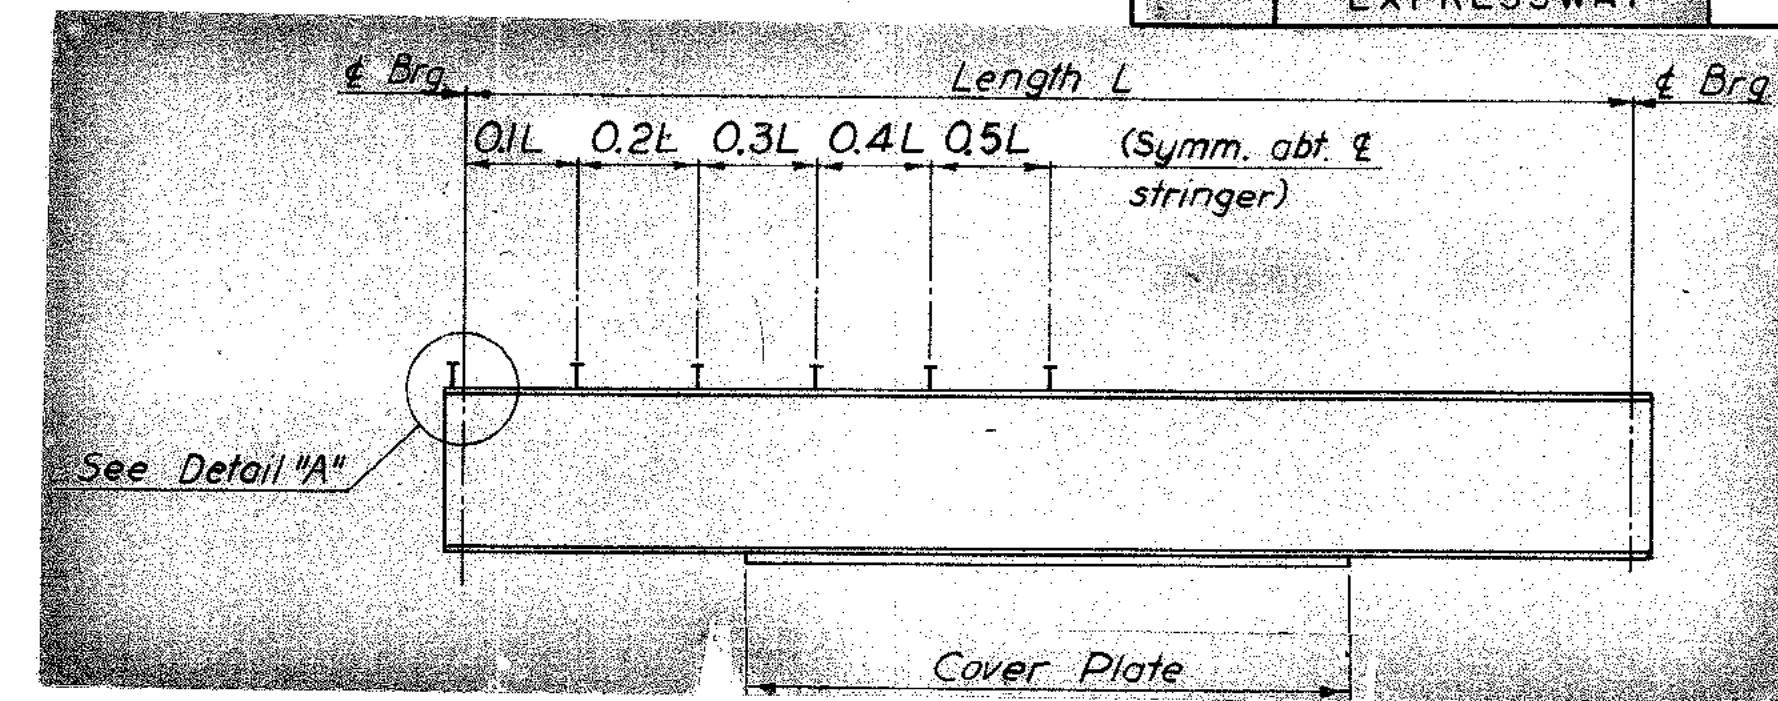 EXPRESSWAY
℄ Brg. Length L ℄ Brg
0.1L 0.2L 0.3L 0.4L 0.5L (Symm. abt. ℄
stringer)
See Detail "A"
Cover Plate